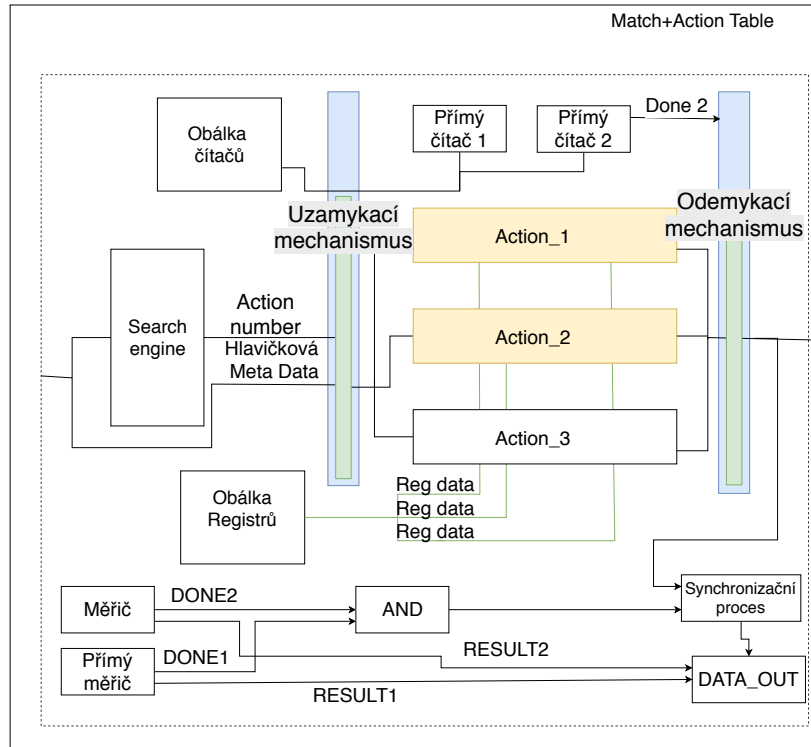 Match+Action Table
Obálka
čítačů
Přímý
čítač 1
Přímý
čítač 2
Done 2
Uzamykací
mechanismus
Odemykací
mechanismus
Action_1
Search
engine
Action
number
Hlavičková
Meta Data
Action_2
Action_3
Obálka
Registrů
Reg data
Reg data
Reg data
Měřič
DONE2
AND
Synchronizační
proces
Přímý
měřič
DONE1
RESULT2
RESULT1
DATA_OUT